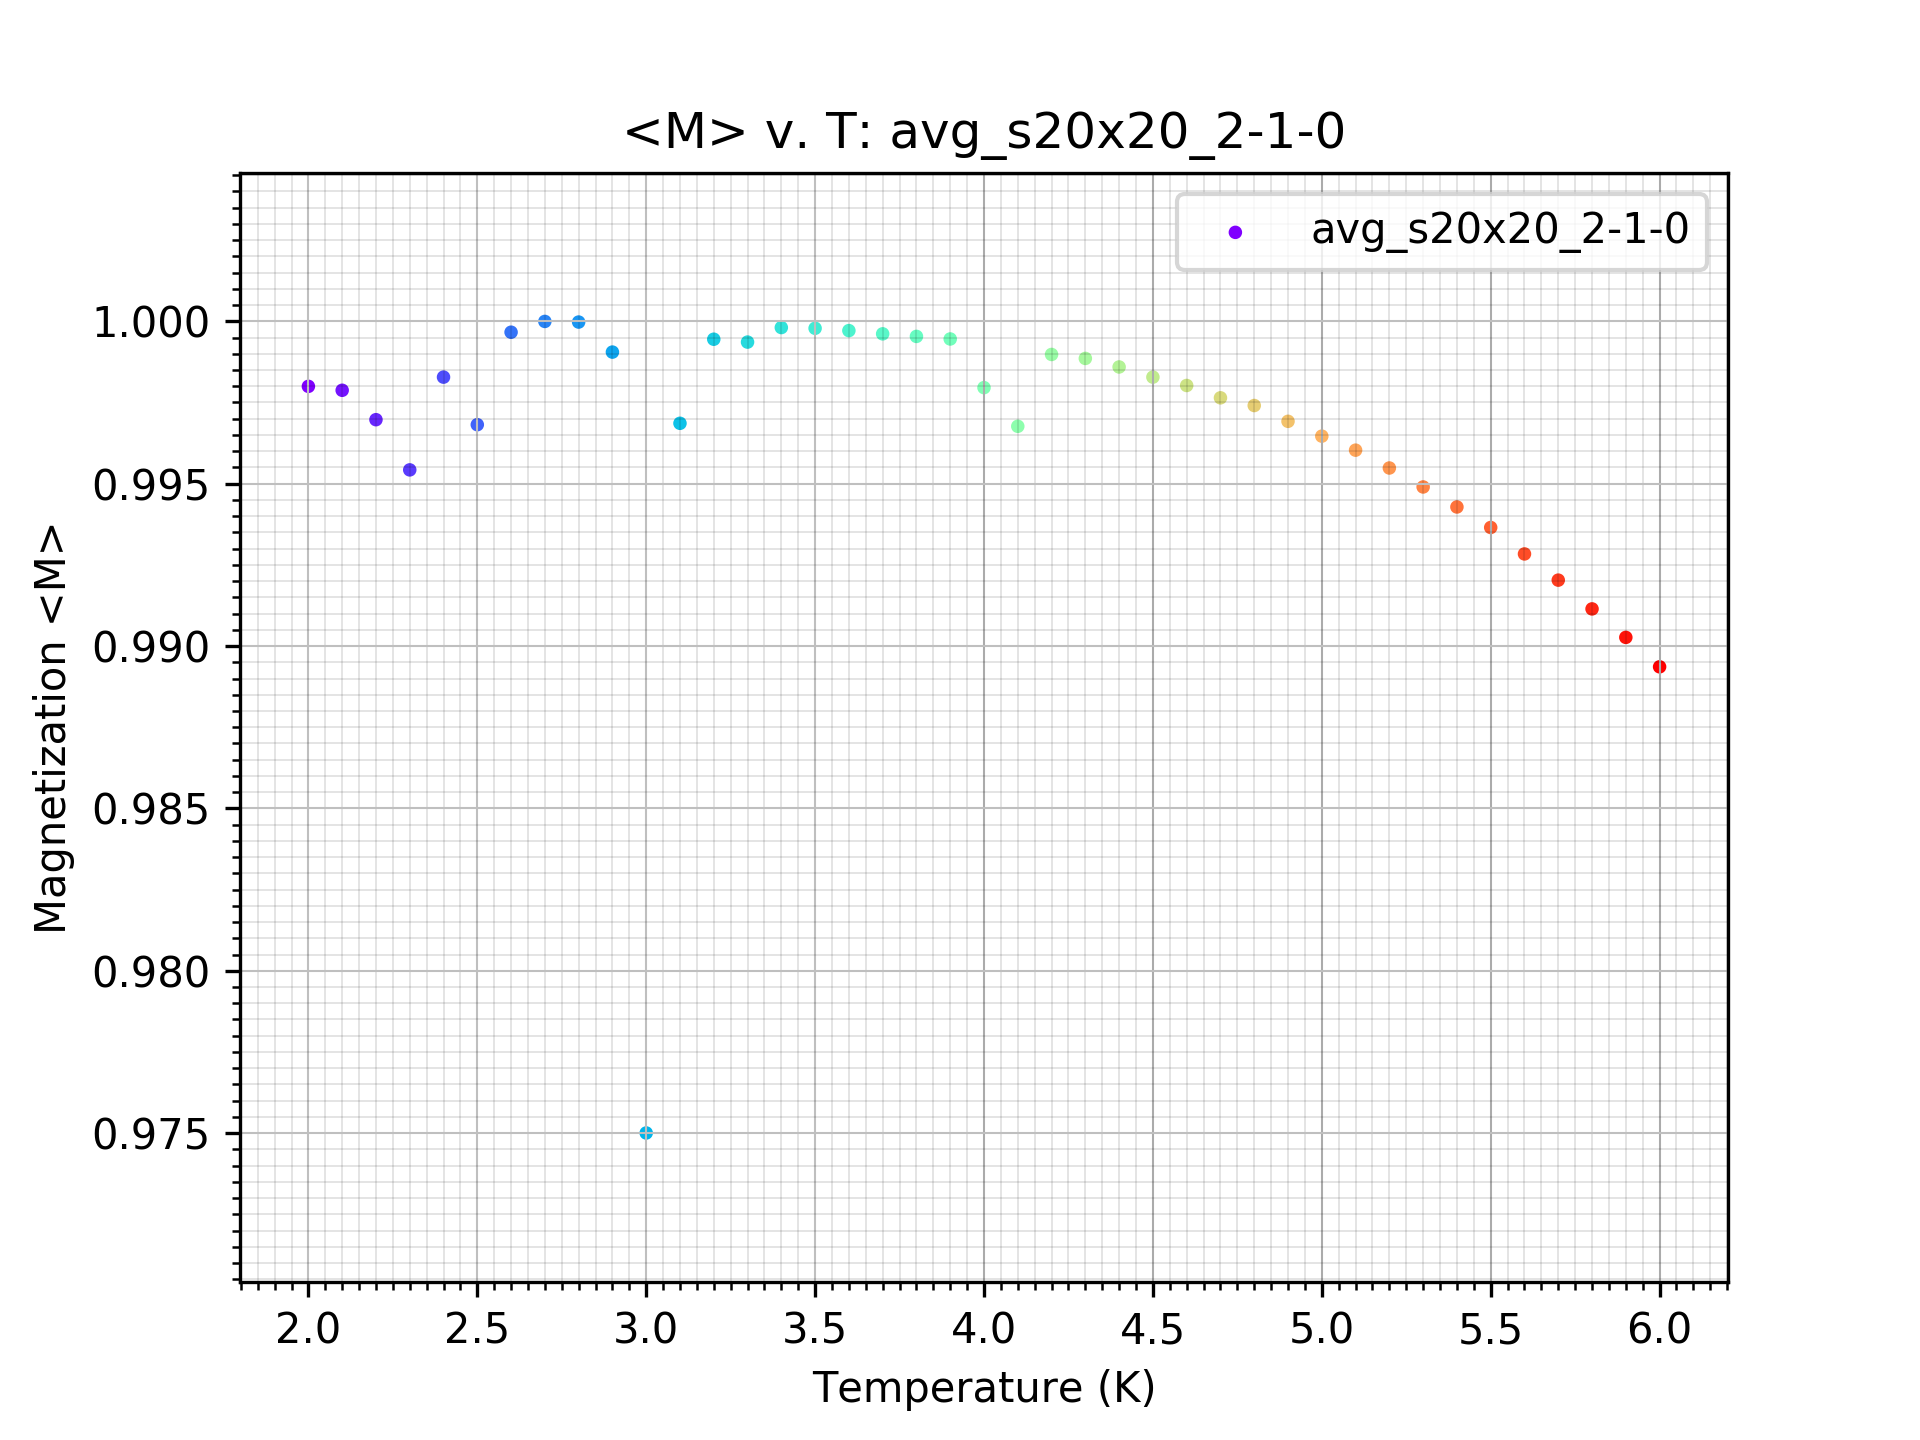 <M> v. T: avg_s20x20_2-1-0
avg_s20x20_2-1-0
Magnetization <M>
1.000
0.995
0.990
0.985
0.980
0.975
2.0 2.5 3.0 3.5 4.0 4.5 5.0 5.5 6.0
Temperature (K)